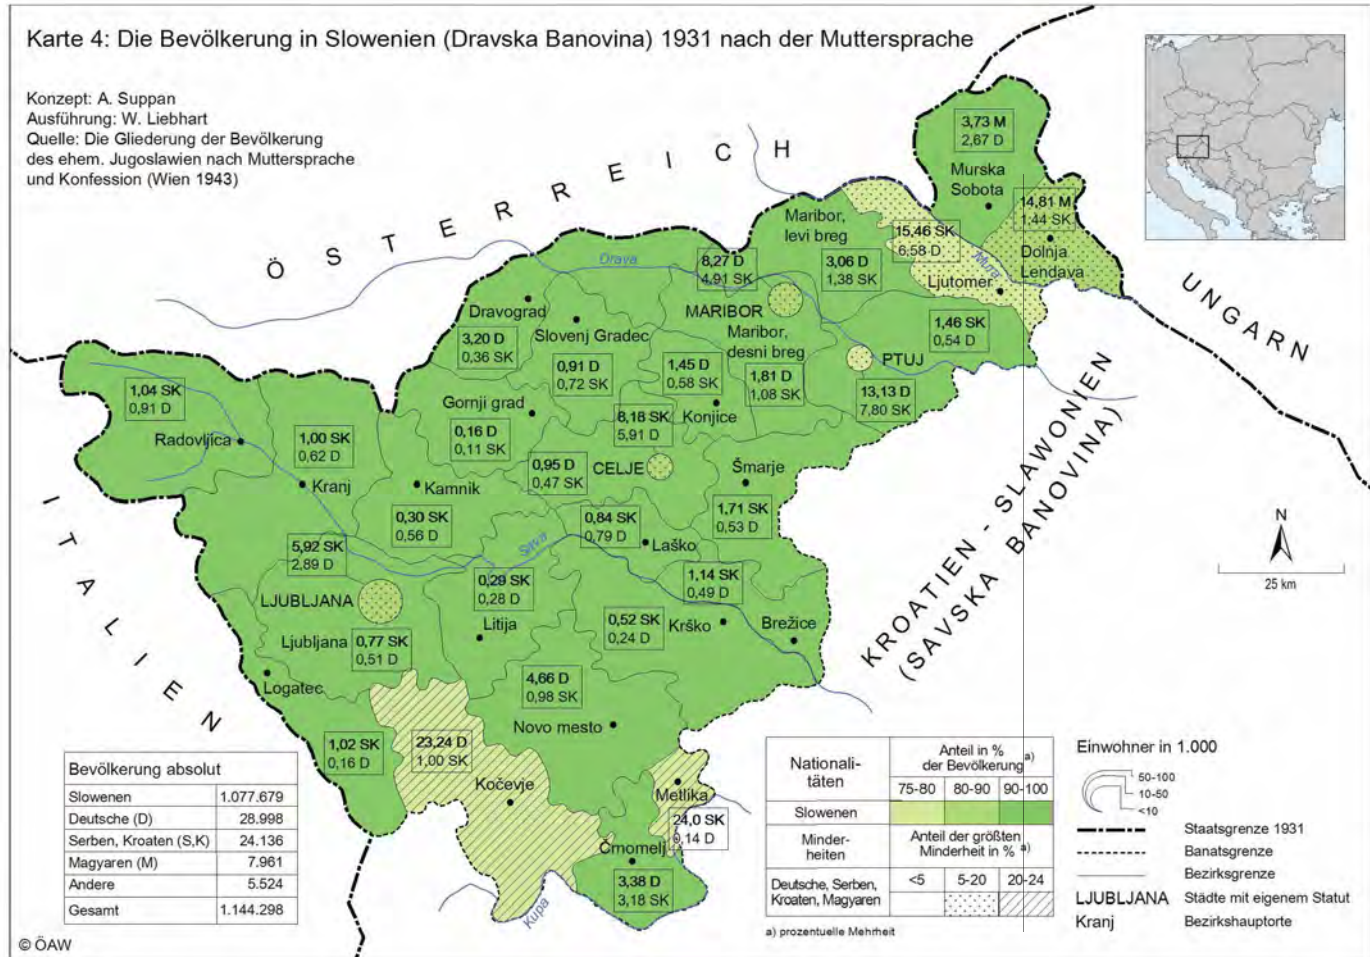 Karte 4: Die Bevölkerung in Slowenien (Dravska Banovina) 1931 nach der Muttersprache
Konzept: A. Suppan
Ausführung: W. Liebhart
Quelle: Die Gliederung der Bevölkerung
des ehem. Jugoslawien nach Muttersprache
und Konfession (Wien 1943)
ÖSTERREICH
UNGARN
ITALIEN
KROATIEN - SLAWONIEN
(SAVSKA BANOVINA)
3,73 M
2,67 D
Murska
Sobota
14,81 M
1,44 SK
Dolnja
Lendava
Maribor,
levi breg
15,46 SK
6,58 D
Mura
Ljutomer
Drava
8,27 D
4,91 SK
3,06 D
1,38 SK
MARIBOR
Dravograd
3,20 D
0,36 SK
Slovenj Gradec
0,91 D
0,72 SK
Maribor,
desni breg
1,46 SK
0,54 D
PTUJ
13,13 D
7,80 SK
1,45 D
0,58 SK
Konjice
1,81 D
1,08 SK
1,04 SK
0,91 D
Radovljica
Gornji grad
0,16 D
0,11 SK
8,18 SK
5,91 D
1,00 SK
0,62 D
Kranj
0,95 D
0,47 SK
CELJE
Šmarje
1,71 SK
0,53 D
Kamnik
0,30 SK
0,56 D
0,84 SK
0,79 D
Laško
Sava
5,92 SK
2,89 D
LJUBLJANA
0,29 SK
0,28 D
Litija
1,14 SK
0,49 D
0,52 SK
0,24 D
Krško
Brežice
Ljubljana
0,77 SK
0,51 D
Logatec
4,66 D
0,98 SK
Novo mesto
1,02 SK
0,16 D
23,24 D
1,00 SK
Kočevje
Metlika
24,0 SK
0,14 D
Črnomelj
3,38 D
3,18 SK
Kupa
N
25 km
Bevölkerung absolut
Slowenen 1.077.679
Deutsche (D) 28.998
Serben, Kroaten (S,K) 24.136
Magyaren (M) 7.961
Andere 5.524
Gesamt 1.144.298
Nationali-
täten
Anteil in %
der Bevölkerung a)
75-80 80-90 90-100
Slowenen
Minder-
heiten
Anteil der größten
Minderheit in % a)
Deutsche, Serben,
Kroaten, Magyaren
<5 5-20 20-24
a) prozentuelle Mehrheit
Einwohner in 1.000
50-100
10-50
<10
Staatsgrenze 1931
Banatsgrenze
Bezirksgrenze
LJUBLJANA Städte mit eigenem Statut
Kranj Bezirkshauptorte
© ÖAW